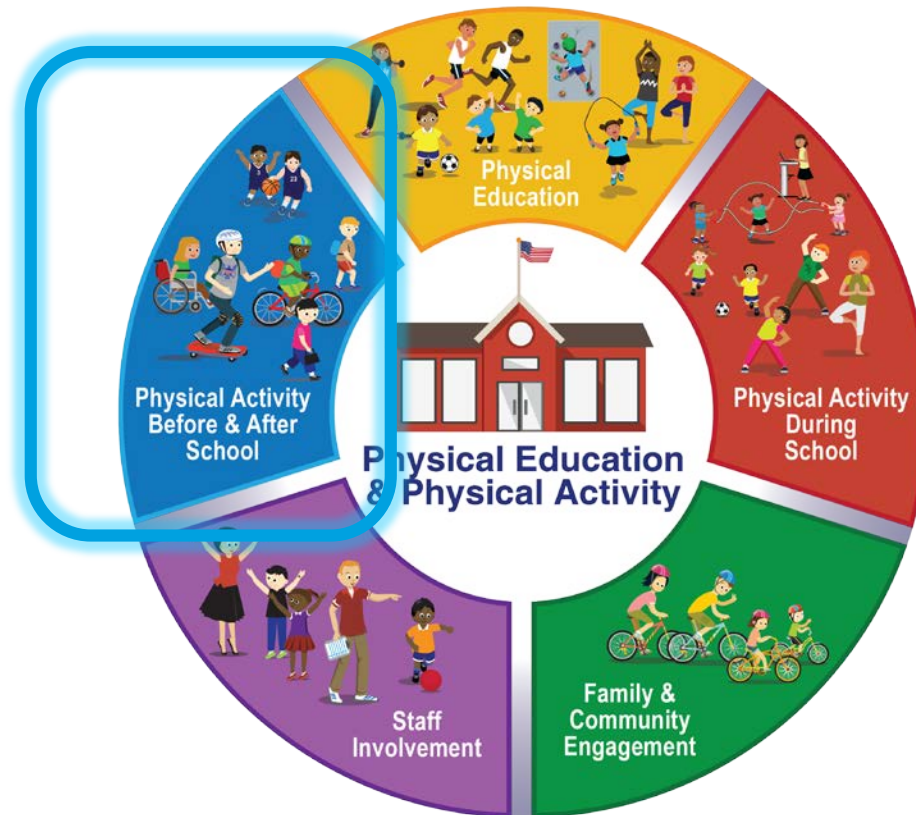 Physical
Education
Physical Activity
Before & After
School
Physical Activity
During
School
Physical Education
& Physical Activity
Staff
Involvement
Family &
Community
Engagement